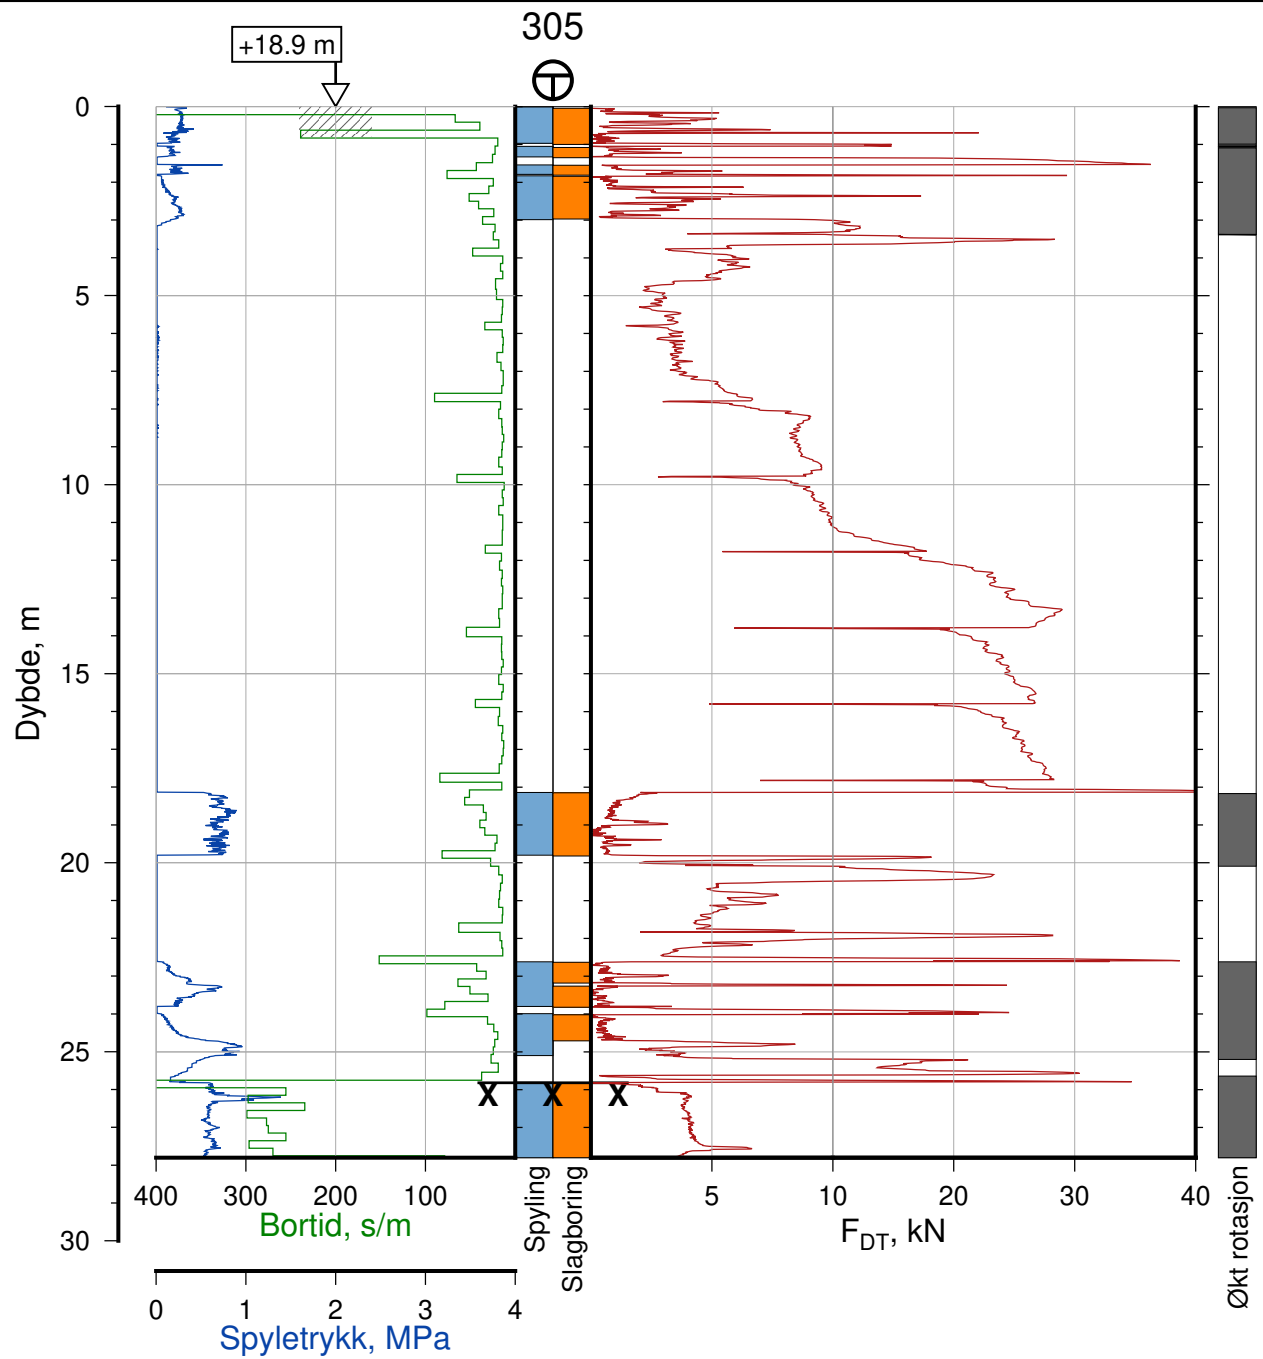 305
+18.9 m
0
5
10
15
20
25
30
Dybde, m
X X X
400 300 200 100
Bortid, s/m
Spyling
Slagboring
5 10 20 30 40
F_DT, kN
Økt rotasjon
0 1 2 3 4
Spyletrykk, MPa